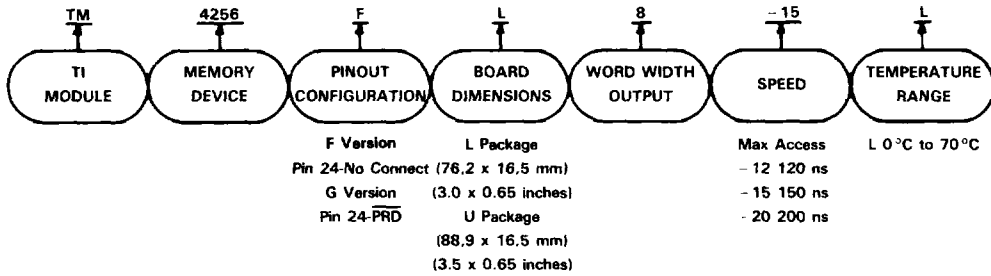 TM 4256 F L 8 -15 L
TI MODULE
MEMORY DEVICE
PINOUT CONFIGURATION
BOARD DIMENSIONS
WORD WIDTH OUTPUT
SPEED
TEMPERATURE RANGE
F Version
Pin 24-No Connect
G Version
Pin 24-P̅R̅D̅
L Package
(76,2 x 16,5 mm)
(3.0 x 0.65 inches)
U Package
(88,9 x 16,5 mm)
(3.5 x 0.65 inches)
Max Access
-12 120 ns
-15 150 ns
-20 200 ns
L 0°C to 70°C